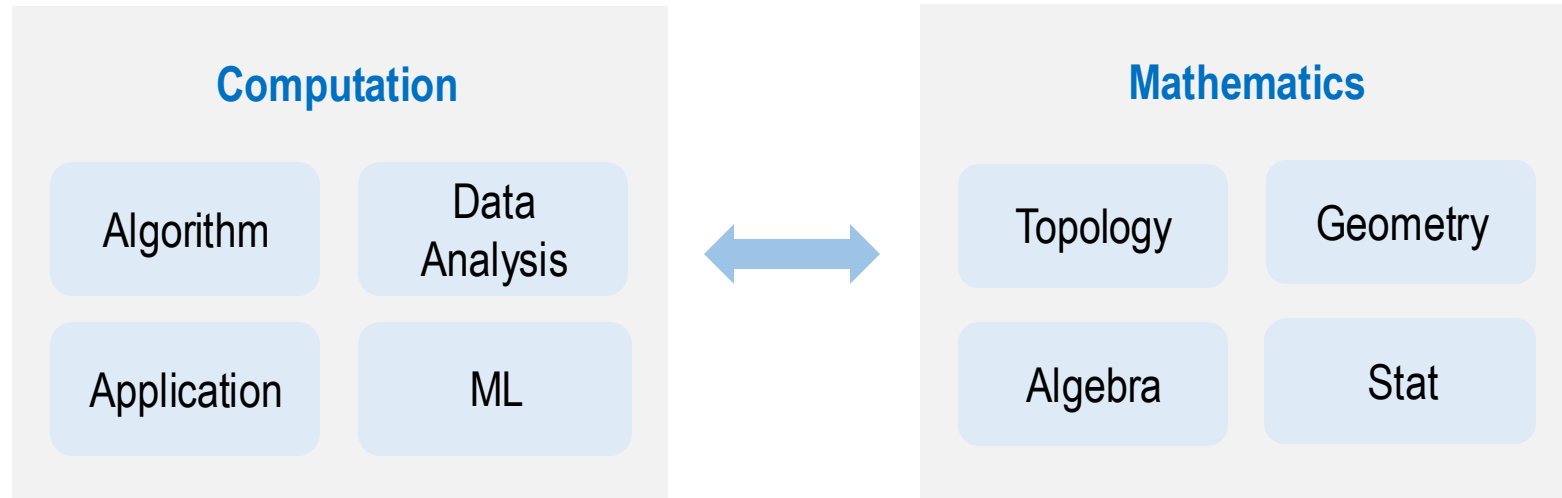 Computation
Algorithm
Data
Analysis
Application
ML
Mathematics
Topology
Geometry
Algebra
Stat